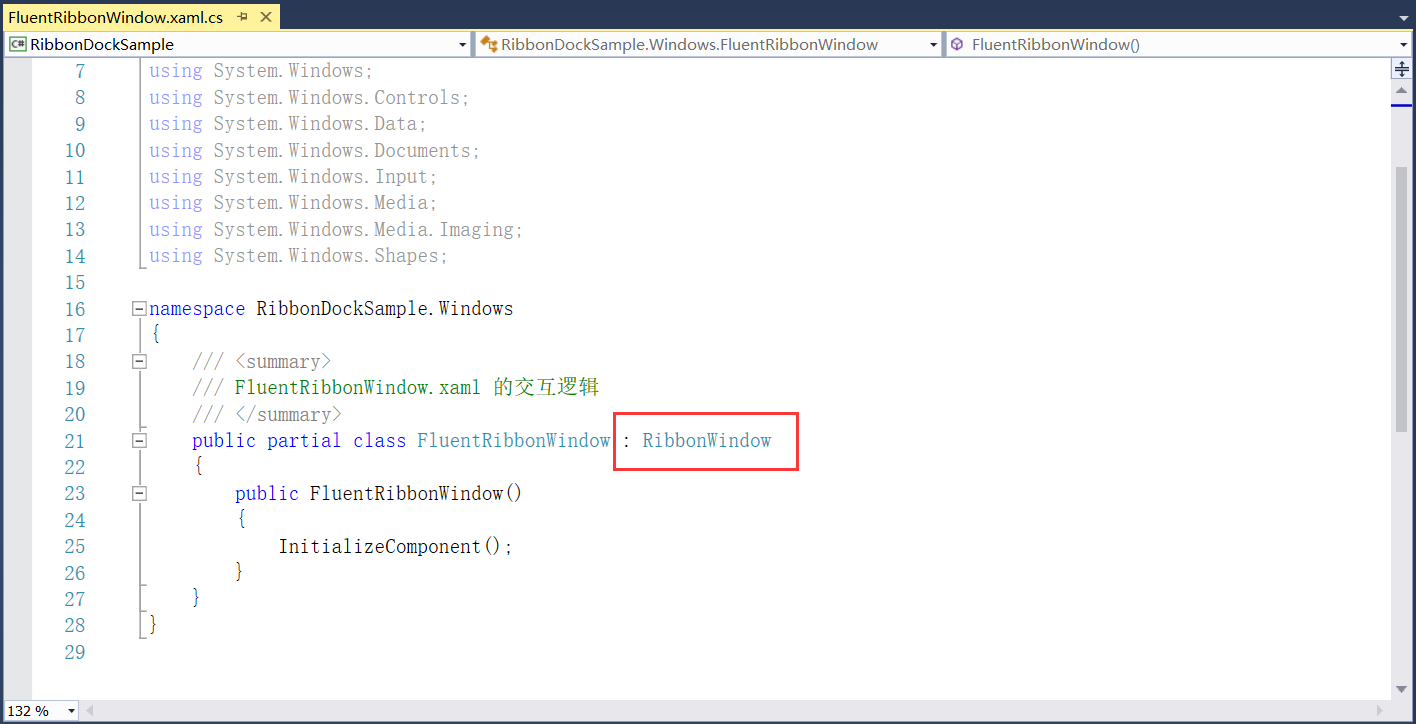 FluentRibbonWindow.xaml.cs
C# RibbonDockSample
RibbonDockSample.Windows.FluentRibbonWindow
FluentRibbonWindow()
7 using System.Windows;
8 using System.Windows.Controls;
9 using System.Windows.Data;
10 using System.Windows.Documents;
11 using System.Windows.Input;
12 using System.Windows.Media;
13 using System.Windows.Media.Imaging;
14 using System.Windows.Shapes;
15
16 namespace RibbonDockSample.Windows
17 {
18 /// <summary>
19 /// FluentRibbonWindow.xaml 的交互逻辑
20 /// </summary>
21 public partial class FluentRibbonWindow : RibbonWindow
22 {
23 public FluentRibbonWindow()
24 {
25 InitializeComponent();
26 }
27 }
28 }
29
132 %